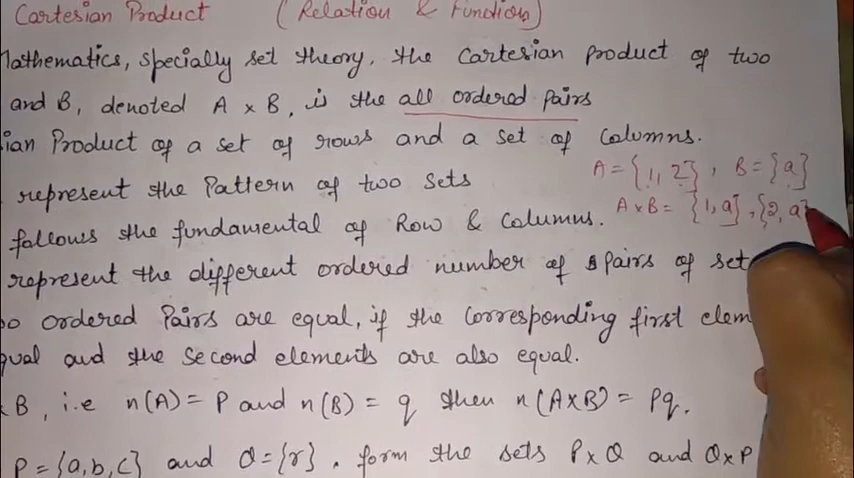 Cartesian Product (Relation & Function)
Mathematics, specially set theory, the Cartesian product of two
and B, denoted A × B, is the all ordered pairs
ian Product of a set of rows and a set of columns.
A = {1, 2}, B = {a}
represent the Pattern of two sets
A × B = {1, a}, {2, a}
follows the fundamental of Row & Columns.
represent the different ordered number of pairs of set
o ordered Pairs are equal, if the corresponding first elem
qual and the second elements are also equal.
× B, i.e n(A) = P and n(B) = q then n(A×B) = pq.
P = {a, b, c} and Q = {r}, form the sets P × Q and Q × P